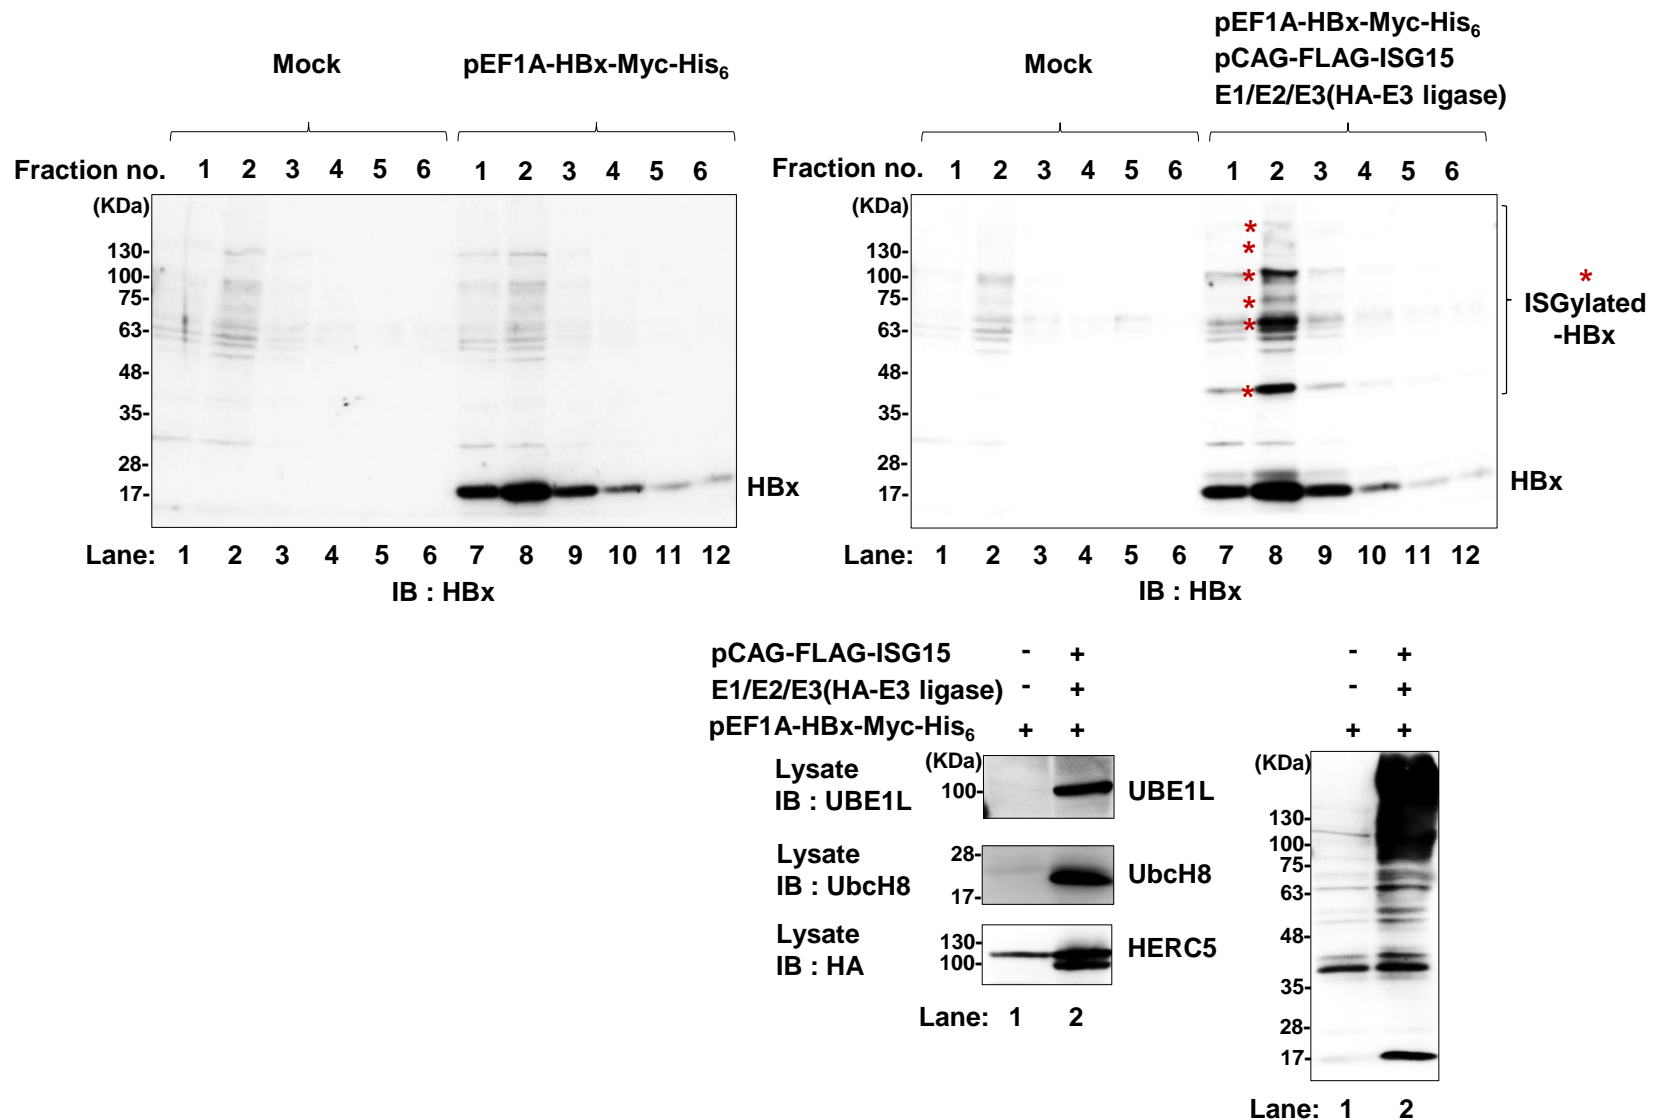 Mock
pEF1A-HBx-Myc-His6
Fraction no. 1 2 3 4 5 6 1 2 3 4 5 6
(KDa)
130-
100-
75-
63-
48-
35-
28-
17-
HBx
Lane: 1 2 3 4 5 6 7 8 9 10 11 12
IB : HBx
Mock
pEF1A-HBx-Myc-His6
pCAG-FLAG-ISG15
E1/E2/E3(HA-E3 ligase)
Fraction no. 1 2 3 4 5 6 1 2 3 4 5 6
(KDa)
130-
100-
75-
63-
48-
35-
28-
17-
*
*
*
*
*
*
*
ISGylated
-HBx
HBx
Lane: 1 2 3 4 5 6 7 8 9 10 11 12
IB : HBx
pCAG-FLAG-ISG15 - +
E1/E2/E3(HA-E3 ligase) - +
pEF1A-HBx-Myc-His6 + +
(KDa)
Lysate
IB : UBE1L
100-
UBE1L
Lysate
IB : UbcH8
28-
17-
UbcH8
Lysate
IB : HA
130-
100-
HERC5
Lane: 1 2
- +
- +
+ +
(KDa)
130-
100-
75-
63-
48-
35-
28-
17-
Lane: 1 2